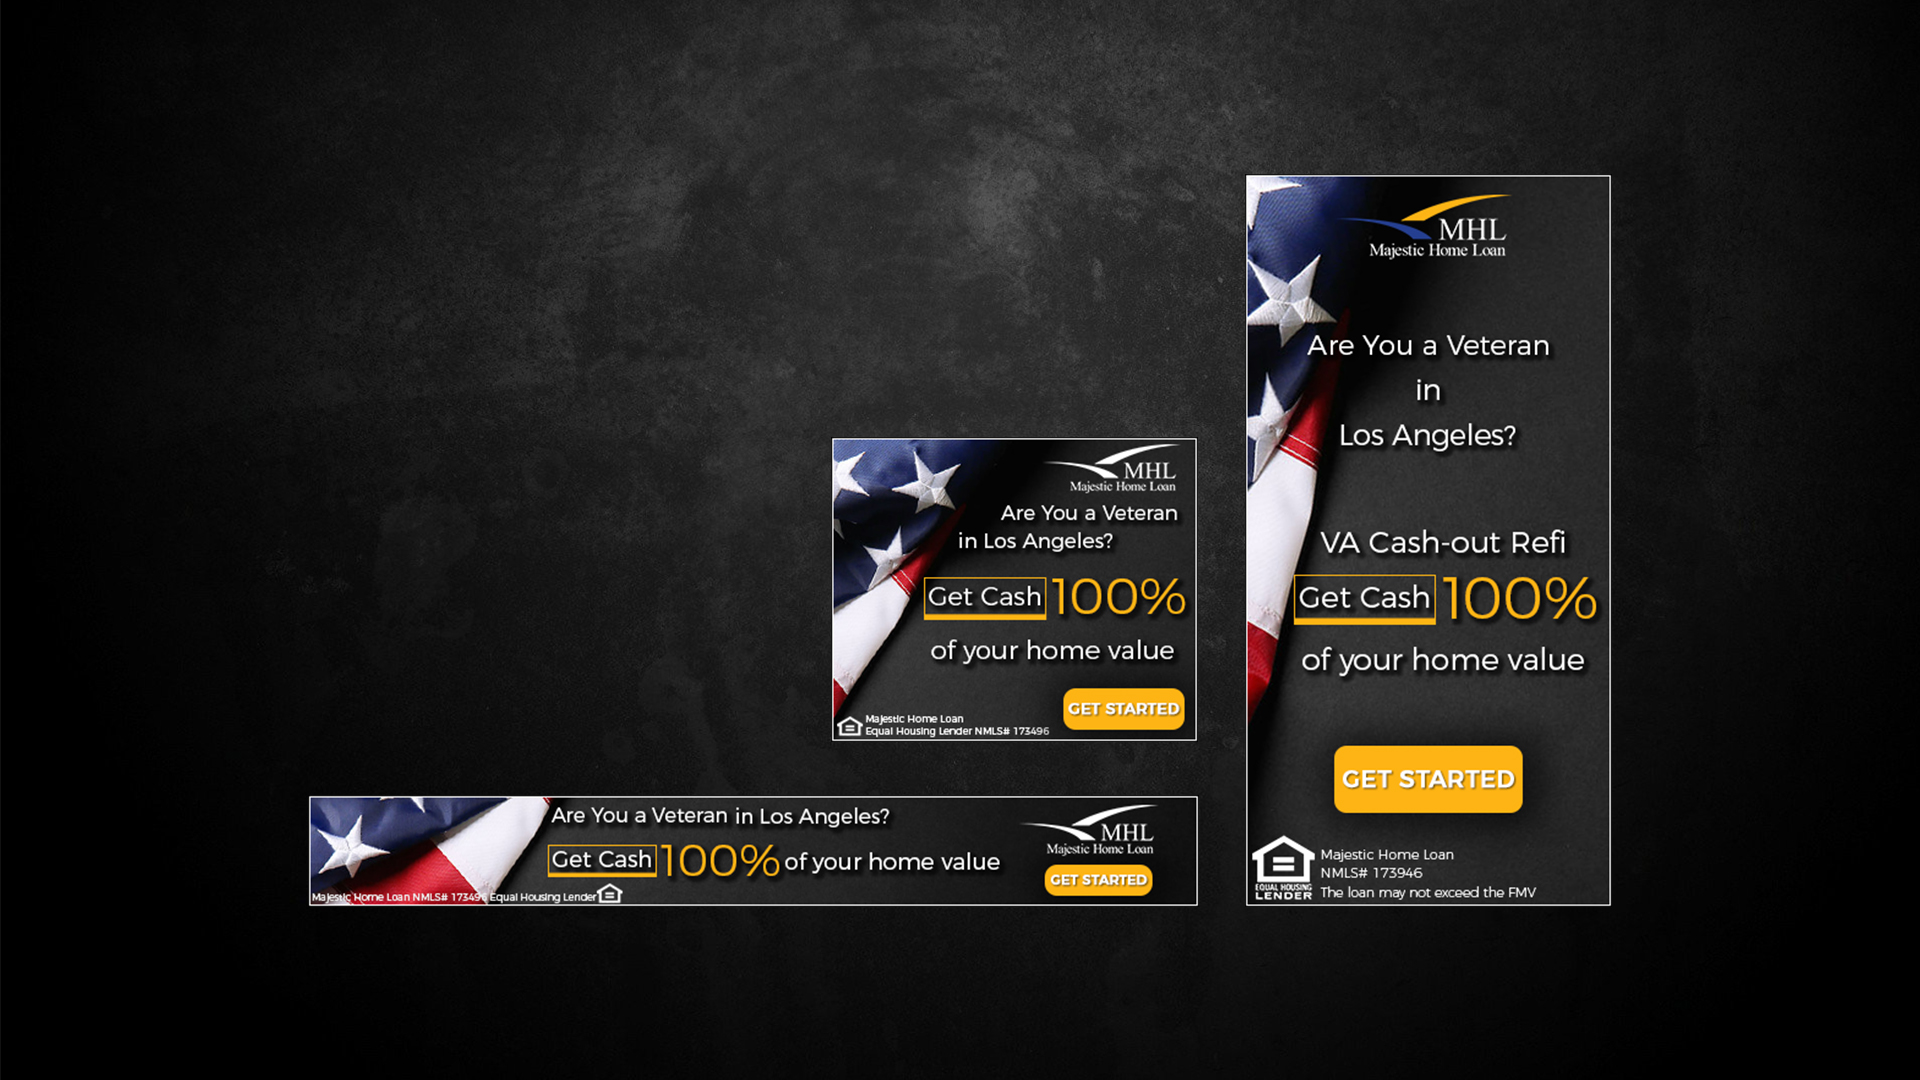 MHL
Majestic Home Loan
Are You a Veteran
in Los Angeles?
Get Cash 100%
of your home value
GET STARTED
Majestic Home Loan
Equal Housing Lender NMLS# 173496
Are You a Veteran in Los Angeles?
Get Cash 100% of your home value
MHL
Majestic Home Loan
GET STARTED
Majestic Home Loan NMLS# 173496 Equal Housing Lender
MHL
Majestic Home Loan
Are You a Veteran
in
Los Angeles?
VA Cash-out Refi
Get Cash 100%
of your home value
GET STARTED
EQUAL HOUSING
LENDER
Majestic Home Loan
NMLS# 173946
The loan may not exceed the FMV